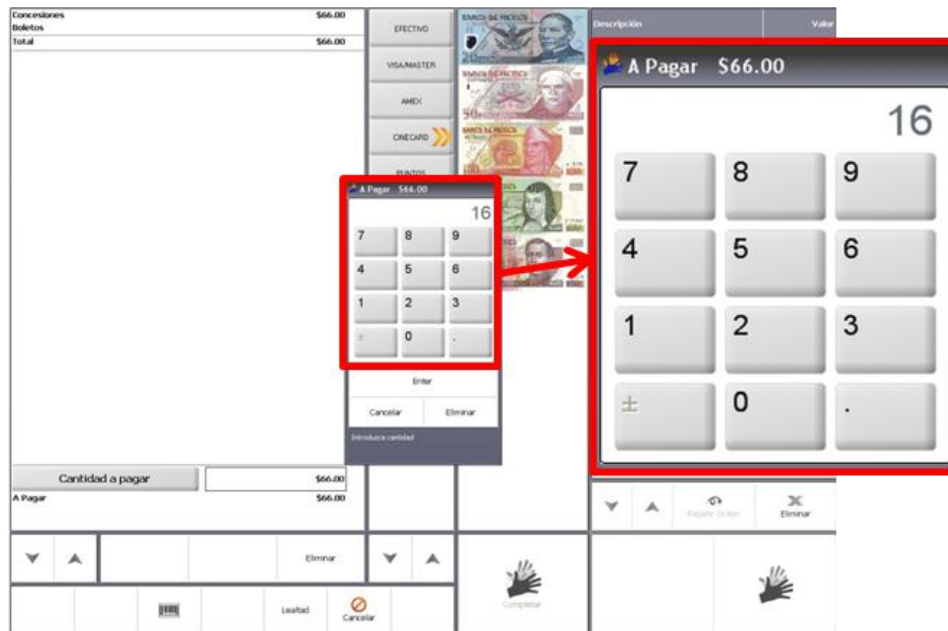 Concesiones $66.00
Boletos
Total $66.00
EFECTIVO
VISA/MASTER
AMEX
CINECARD
PUNTOS
BANCO DE MEXICO
Descripción Valor
A Pagar $66.00
16
7 8 9
4 5 6
1 2 3
± 0 .
Enter
Cancelar Eliminar
Introduzca cantidad
A Pagar $66.00
16
7 8 9
4 5 6
1 2 3
± 0 .
Cantidad a pagar $66.00
A Pagar $66.00
Repetir Orden
Eliminar
Eliminar
Completar
Lealtad
Cancelar